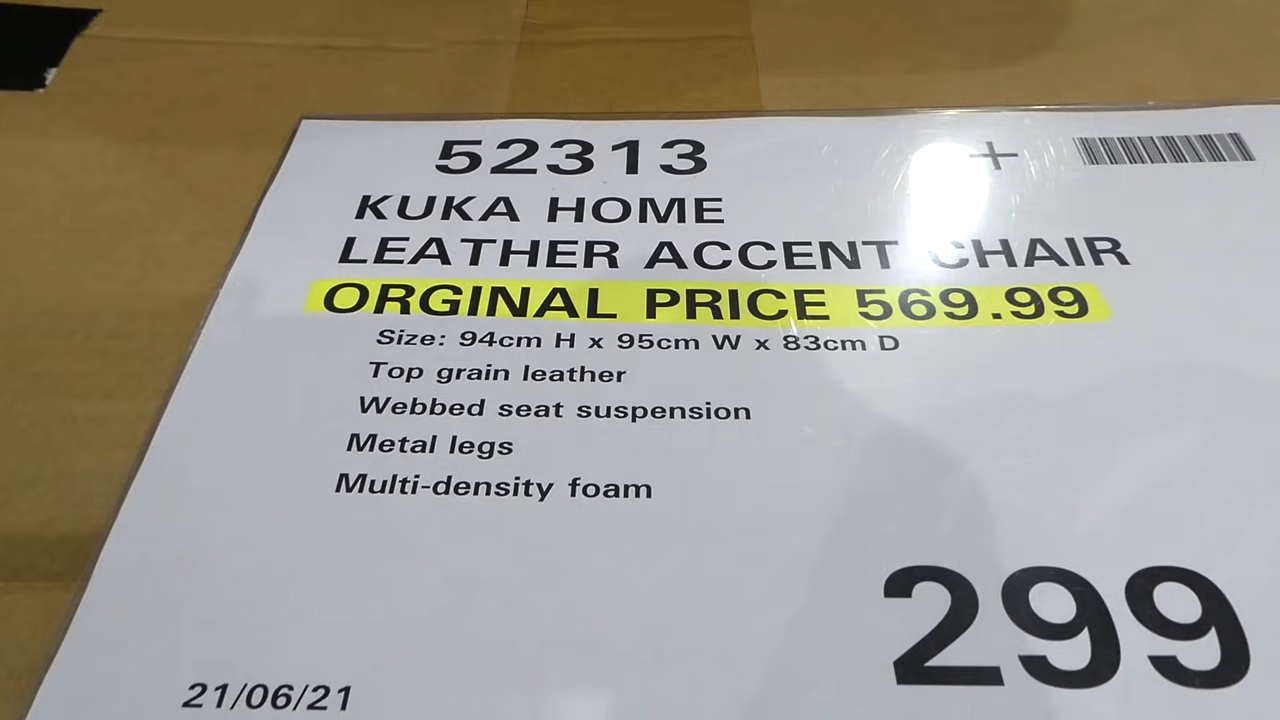 52313
KUKA HOME
LEATHER ACCENT CHAIR
ORGINAL PRICE 569.99
Size: 94cm H x 95cm W x 83cm D
Top grain leather
Webbed seat suspension
Metal legs
Multi-density foam
299
21/06/21